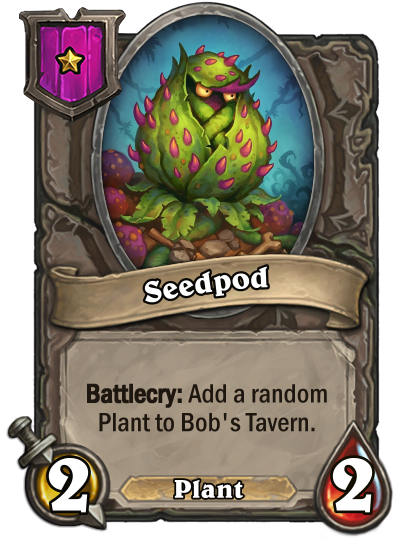 Seedpod
Battlecry: Add a random
Plant to Bob's Tavern.
2
Plant
2